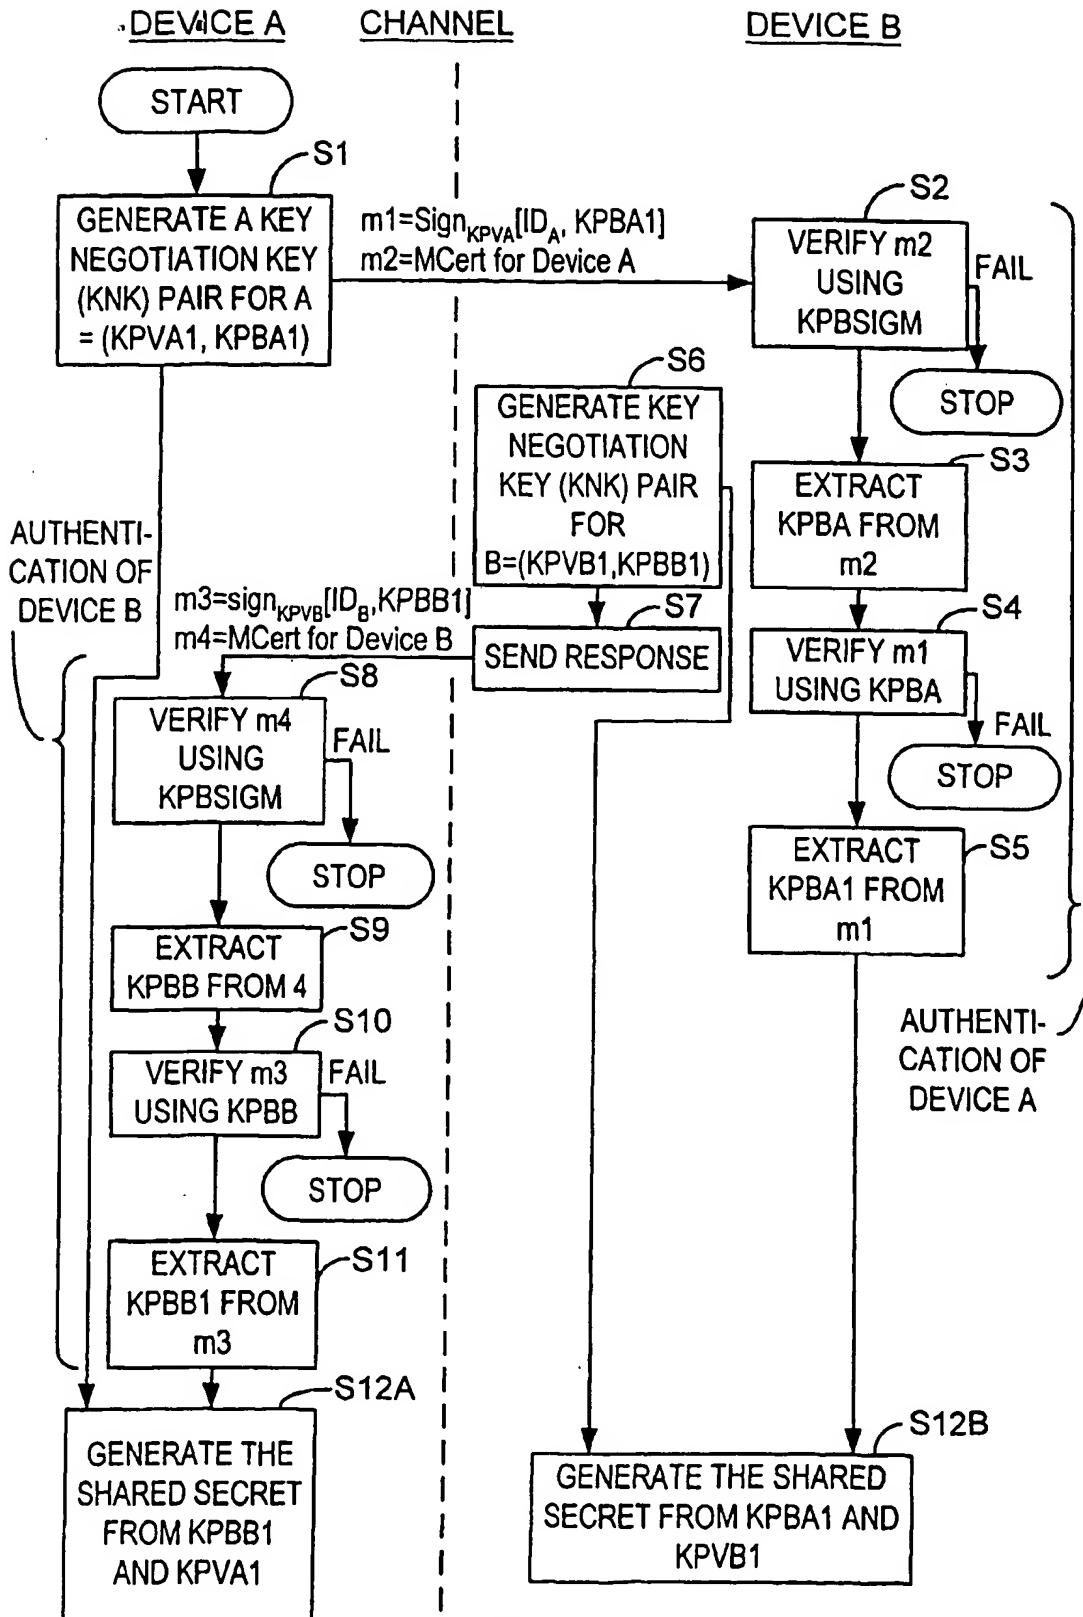 DEVICE A
CHANNEL
DEVICE B
START
S1
GENERATE A KEY
NEGOTIATION KEY
(KNK) PAIR FOR A
= (KPVA1, KPBA1)
m1=Sign_KPVA[ID_A, KPBA1]
m2=MCert for Device A
S2
VERIFY m2
USING
KPBSIGM
FAIL
STOP
S6
GENERATE KEY
NEGOTIATION
KEY (KNK) PAIR
FOR
B=(KPVB1,KPBB1)
S3
EXTRACT
KPBA FROM
m2
AUTHENTI-
CATION OF
DEVICE B
m3=sign_KPVB[ID_B,KPBB1]
m4=MCert for Device B
S7
SEND RESPONSE
S4
VERIFY m1
USING KPBA
FAIL
STOP
S8
VERIFY m4
USING
KPBSIGM
FAIL
STOP
S5
EXTRACT
KPBA1 FROM
m1
S9
EXTRACT
KPBB FROM 4
S10
VERIFY m3
USING KPBB
FAIL
STOP
AUTHENTI-
CATION OF
DEVICE A
S11
EXTRACT
KPBB1 FROM
m3
S12A
GENERATE THE
SHARED SECRET
FROM KPBB1
AND KPVA1
S12B
GENERATE THE SHARED
SECRET FROM KPBA1 AND
KPVB1